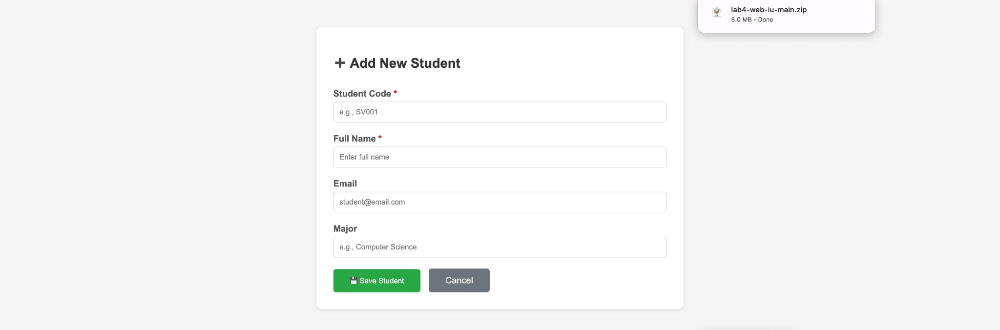 lab4-web-iu-main.zip
8.0 MB • Done
➕ Add New Student
Student Code *
e.g., SV001
Full Name *
Enter full name
Email
student@email.com
Major
e.g., Computer Science
💾 Save Student
Cancel